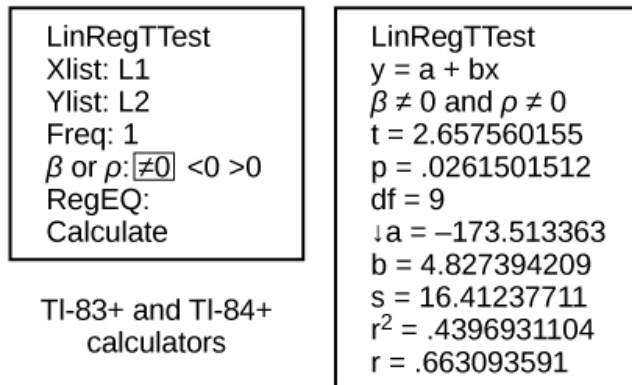 LinRegTTest
Xlist: L1
Ylist: L2
Freq: 1
β or ρ: ≠0 <0 >0
RegEQ:
Calculate
TI-83+ and TI-84+
calculators
LinRegTTest
y = a + bx
β ≠ 0 and ρ ≠ 0
t = 2.657560155
p = .0261501512
df = 9
↓a = –173.513363
b = 4.827394209
s = 16.41237711
r² = .4396931104
r = .663093591